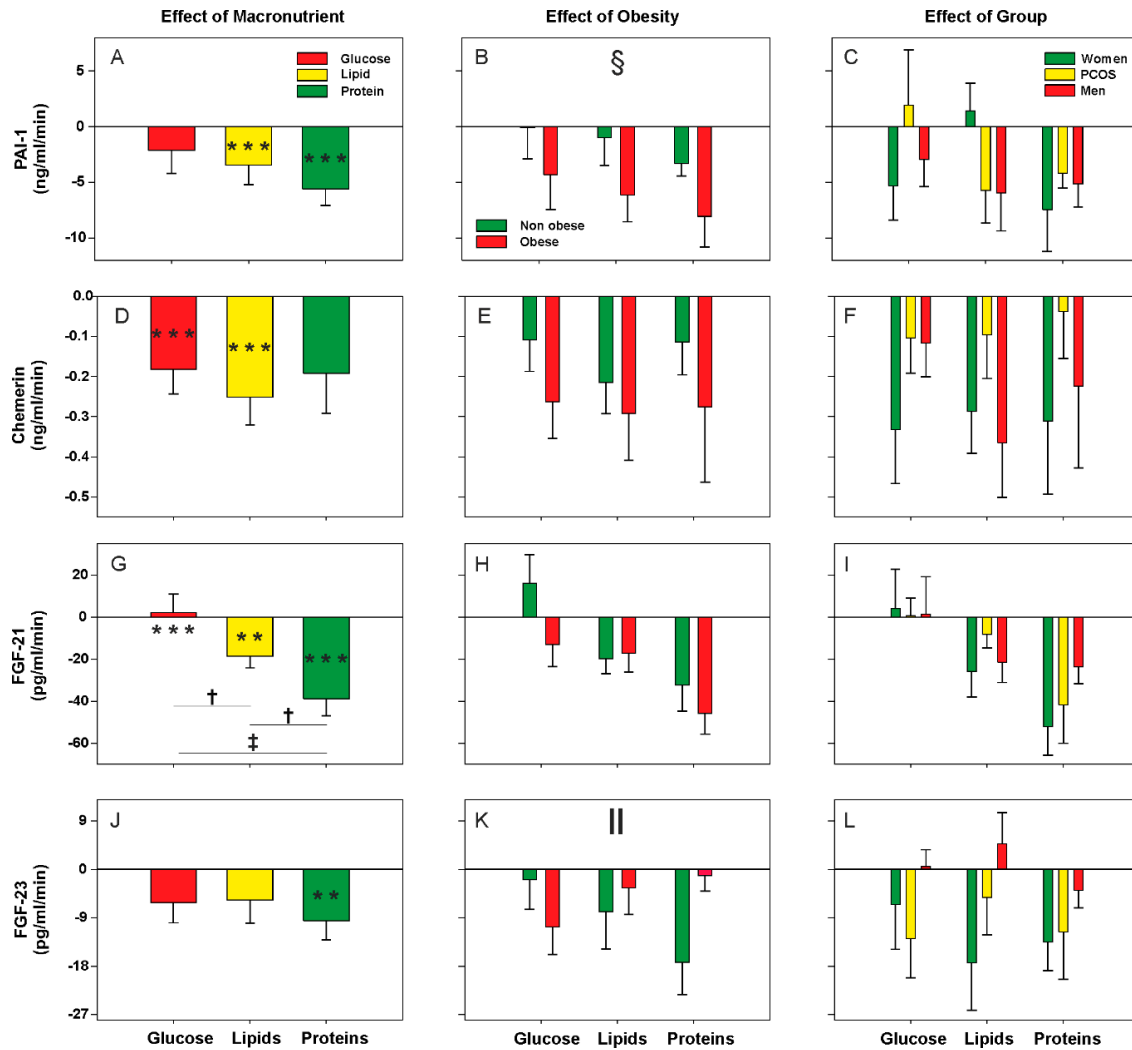 Effect of Macronutrient
Effect of Obesity
Effect of Group
A
Glucose
Lipid
Protein
5
0
-5
-10
PAI-1
(ng/ml/min)
***
***
B
§
Non obese
Obese
C
Women
PCOS
Men
D
0.0
-0.1
-0.2
-0.3
-0.4
-0.5
Chemerin
(ng/ml/min)
***
***
E
F
G
20
0
-20
-40
-60
FGF-21
(pg/ml/min)
***
**
***
†
†
‡
H
I
J
9
0
-9
-18
-27
FGF-23
(pg/ml/min)
**
K
||
L
Glucose Lipids Proteins
Glucose Lipids Proteins
Glucose Lipids Proteins